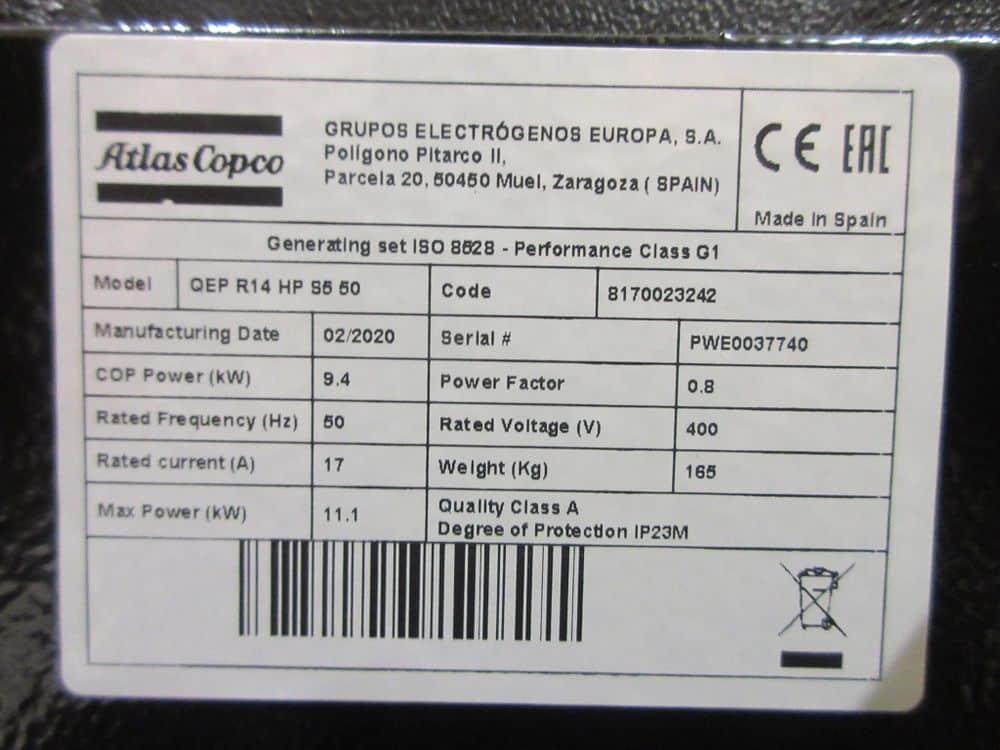 Atlas Copco
GRUPOS ELECTRÓGENOS EUROPA, S.A.
Polígono Pitarco II,
Parcela 20, 50450 Muel, Zaragoza ( SPAIN)
CE EAC
Made In Spain
Generating set ISO 8528 - Performance Class G1
Model QEP R14 HP S5 50 Code 8170023242
Manufacturing Date 02/2020 Serial # PWE0037740
COP Power (kW) 9.4 Power Factor 0.8
Rated Frequency (Hz) 50 Rated Voltage (V) 400
Rated current (A) 17 Weight (Kg) 165
Max Power (kW) 11.1 Quality Class A
Degree of Protection IP23M